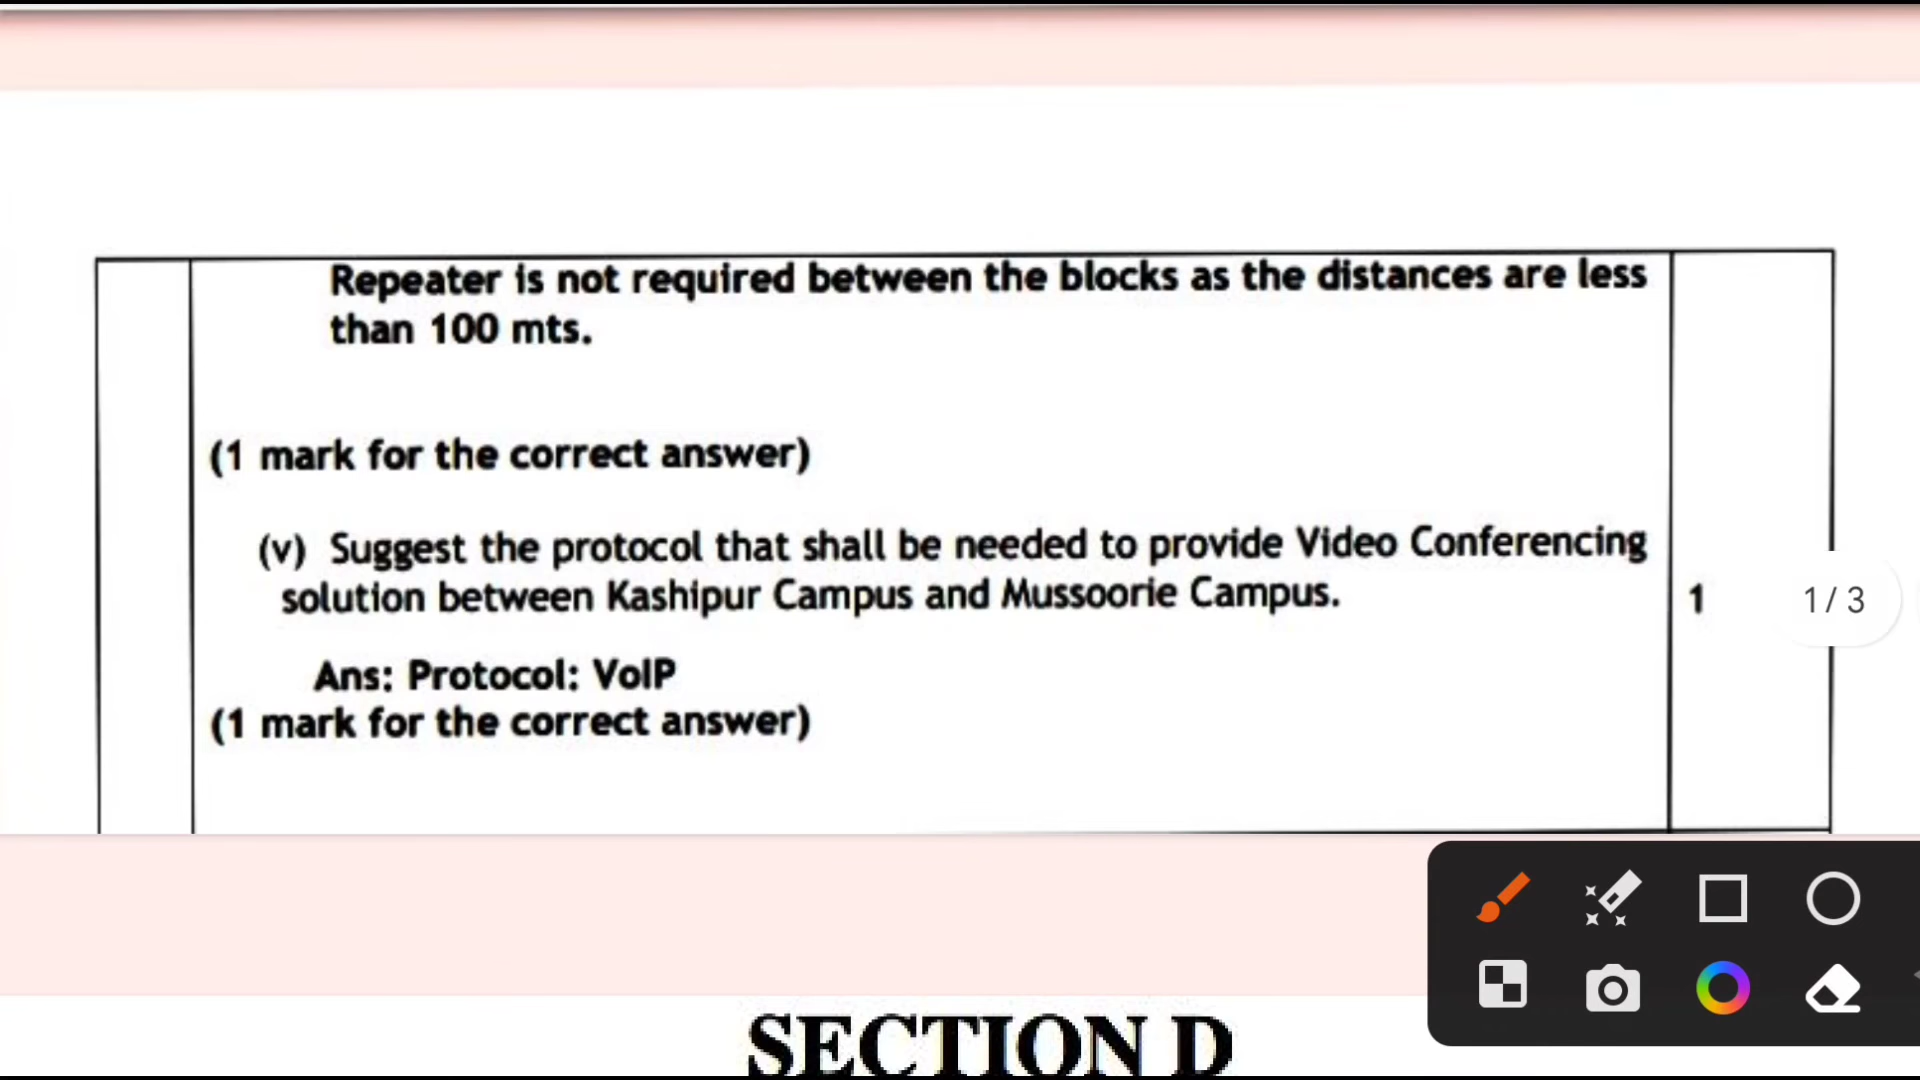 Repeater is not required between the blocks as the distances are less
than 100 mts.
(1 mark for the correct answer)
(v) Suggest the protocol that shall be needed to provide Video Conferencing
solution between Kashipur Campus and Mussoorie Campus.
1
1 / 3
Ans: Protocol: VoIP
(1 mark for the correct answer)
SECTION D